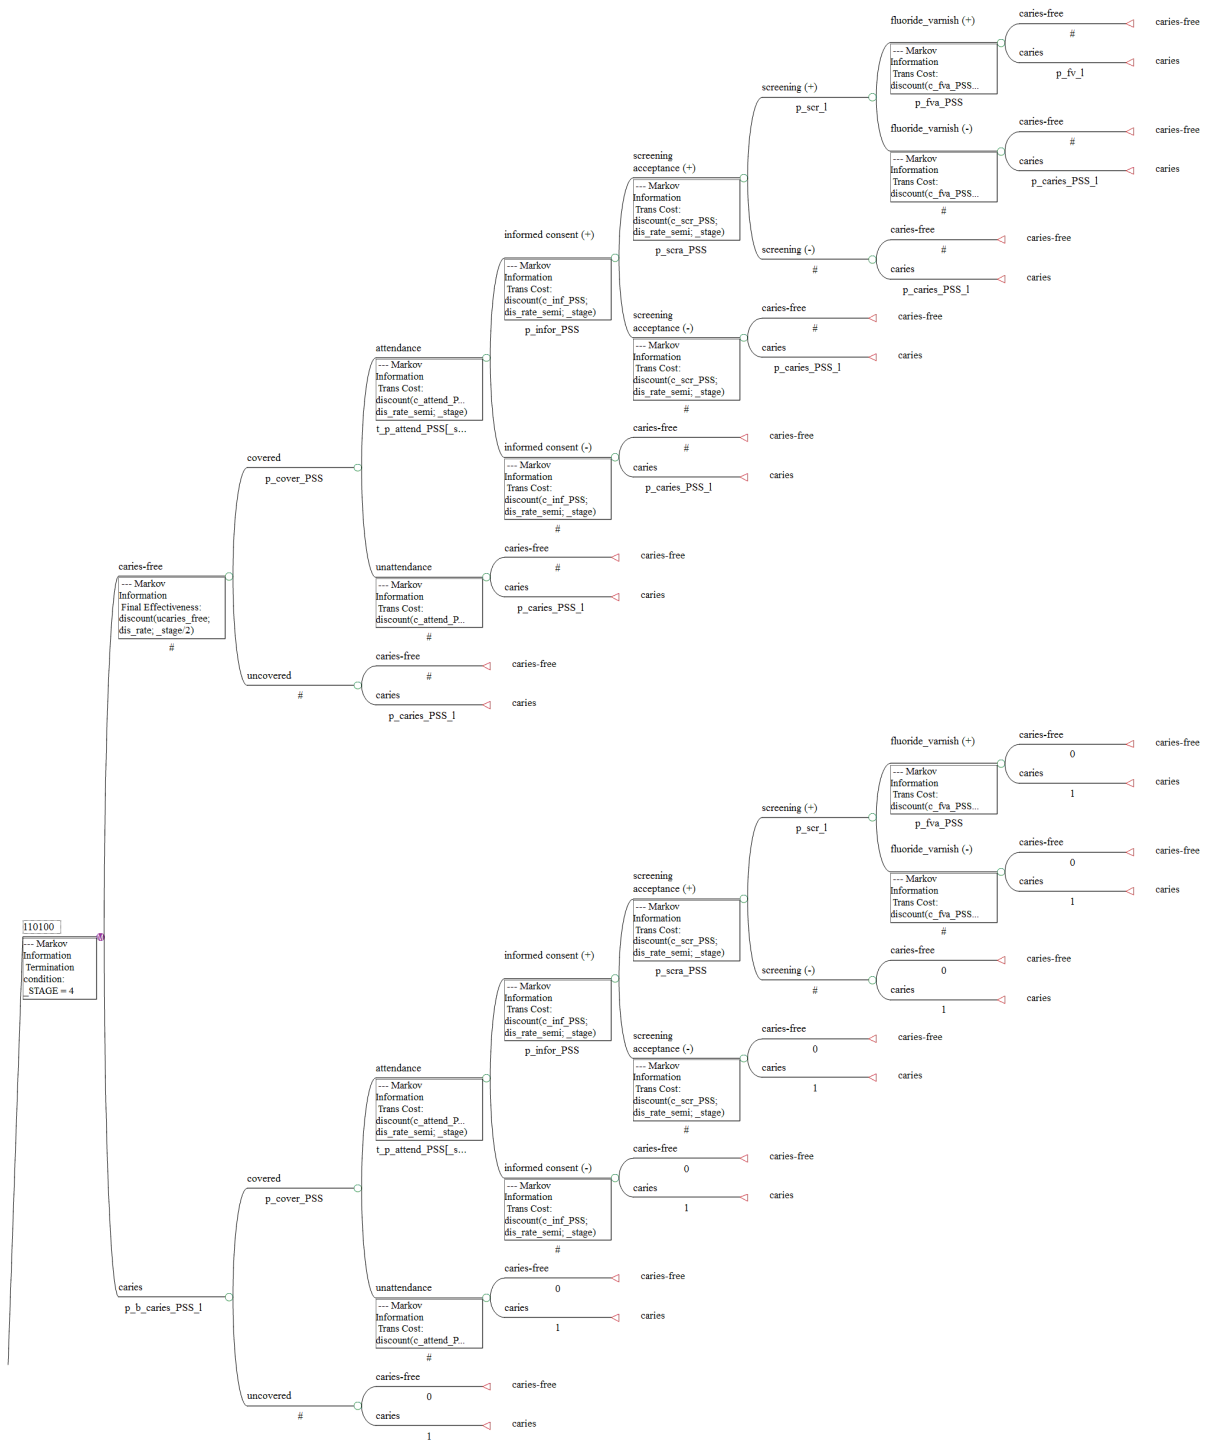 caries-free
caries-free
#
fluoride_varnish (+)
--- Markov
Information
Trans Cost:
discount(c_fva_PSS...
p_fva_PSS
caries
caries
p_fv_l
screening (+)
p_scr_l
caries-free
caries-free
#
fluoride_varnish (-)
--- Markov
Information
Trans Cost:
discount(c_fva_PSS...
#
caries
caries
p_caries_PSS_l
screening
acceptance (+)
--- Markov
Information
Trans Cost:
discount(c_scr_PSS;
dis_rate_semi; _stage)
p_scra_PSS
caries-free
caries-free
#
screening (-)
#
caries
caries
p_caries_PSS_l
informed consent (+)
--- Markov
Information
Trans Cost:
discount(c_inf_PSS;
dis_rate_semi; _stage)
p_infor_PSS
screening
acceptance (-)
--- Markov
Information
Trans Cost:
discount(c_scr_PSS;
dis_rate_semi; _stage)
#
caries-free
caries-free
#
caries
caries
p_caries_PSS_l
attendance
--- Markov
Information
Trans Cost:
discount(c_attend_P...
dis_rate_semi; _stage)
t_p_attend_PSS[_s...
informed consent (-)
--- Markov
Information
Trans Cost:
discount(c_inf_PSS;
dis_rate_semi; _stage)
#
caries-free
caries-free
#
caries
caries
p_caries_PSS_l
covered
p_cover_PSS
unattendance
--- Markov
Information
Trans Cost:
discount(c_attend_P...
#
caries-free
caries-free
#
caries
caries
p_caries_PSS_l
caries-free
--- Markov
Information
Final Effectiveness:
discount(ucaries_free;
dis_rate; _stage/2)
#
uncovered
#
caries-free
caries-free
#
caries
caries
p_caries_PSS_l
110100
--- Markov
Information
Termination
condition:
_STAGE = 4
caries-free
caries-free
0
fluoride_varnish (+)
--- Markov
Information
Trans Cost:
discount(c_fva_PSS...
p_fva_PSS
caries
caries
1
screening (+)
p_scr_l
caries-free
caries-free
0
fluoride_varnish (-)
--- Markov
Information
Trans Cost:
discount(c_fva_PSS...
#
caries
caries
1
screening
acceptance (+)
--- Markov
Information
Trans Cost:
discount(c_scr_PSS;
dis_rate_semi; _stage)
p_scra_PSS
caries-free
caries-free
0
screening (-)
#
caries
caries
1
informed consent (+)
--- Markov
Information
Trans Cost:
discount(c_inf_PSS;
dis_rate_semi; _stage)
p_infor_PSS
screening
acceptance (-)
--- Markov
Information
Trans Cost:
discount(c_scr_PSS;
dis_rate_semi; _stage)
#
caries-free
caries-free
0
caries
caries
1
attendance
--- Markov
Information
Trans Cost:
discount(c_attend_P...
dis_rate_semi; _stage)
t_p_attend_PSS[_s...
informed consent (-)
--- Markov
Information
Trans Cost:
discount(c_inf_PSS;
dis_rate_semi; _stage)
#
caries-free
caries-free
0
caries
caries
1
covered
p_cover_PSS
unattendance
--- Markov
Information
Trans Cost:
discount(c_attend_P...
#
caries-free
caries-free
0
caries
caries
1
caries
p_b_caries_PSS_l
uncovered
#
caries-free
caries-free
0
caries
caries
1